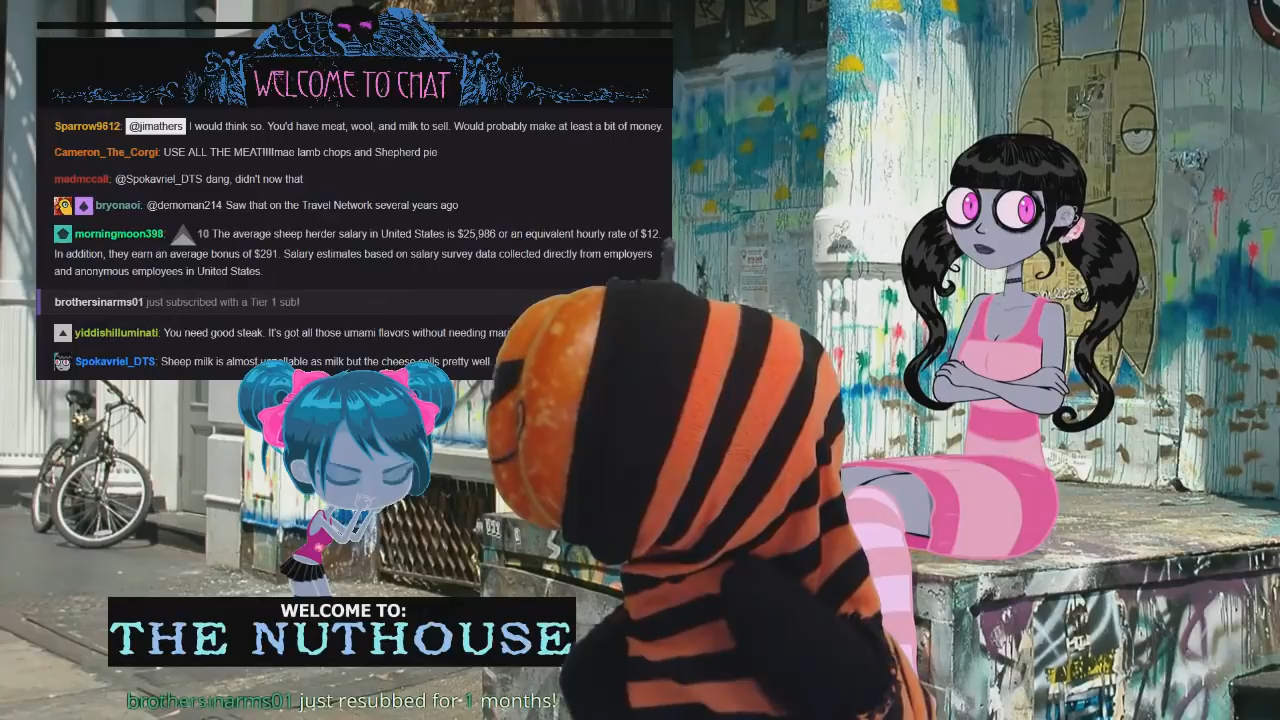 WELCOME TO CHAT
Sparrow9612: @jimathers I would think so. You'd have meat, wool, and milk to sell. Would probably make at least a bit of money.
Cameron_The_Corgi: USE ALL THE MEAT!!!!mae lamb chops and Shepherd pie
madmccall: @Spokavriel_DTS dang, didn't now that
bryonaoi: @demoman214 Saw that on the Travel Network several years ago
morningmoon398: 10 The average sheep herder salary in United States is $25,986 or an equivalent hourly rate of $12.
In addition, they earn an average bonus of $291. Salary estimates based on salary survey data collected directly from employers
and anonymous employees in United States.
brothersinarms01 just subscribed with a Tier 1 sub!
yiddishilluminati: You need good steak. It's got all those umami flavors without needing
Spokavriel_DTS: Sheep milk is almost unsellable as milk but the cheese sells pretty well
WELCOME TO:
THE NUTHOUSE
brothersinarms01 just resubbed for 1 months!